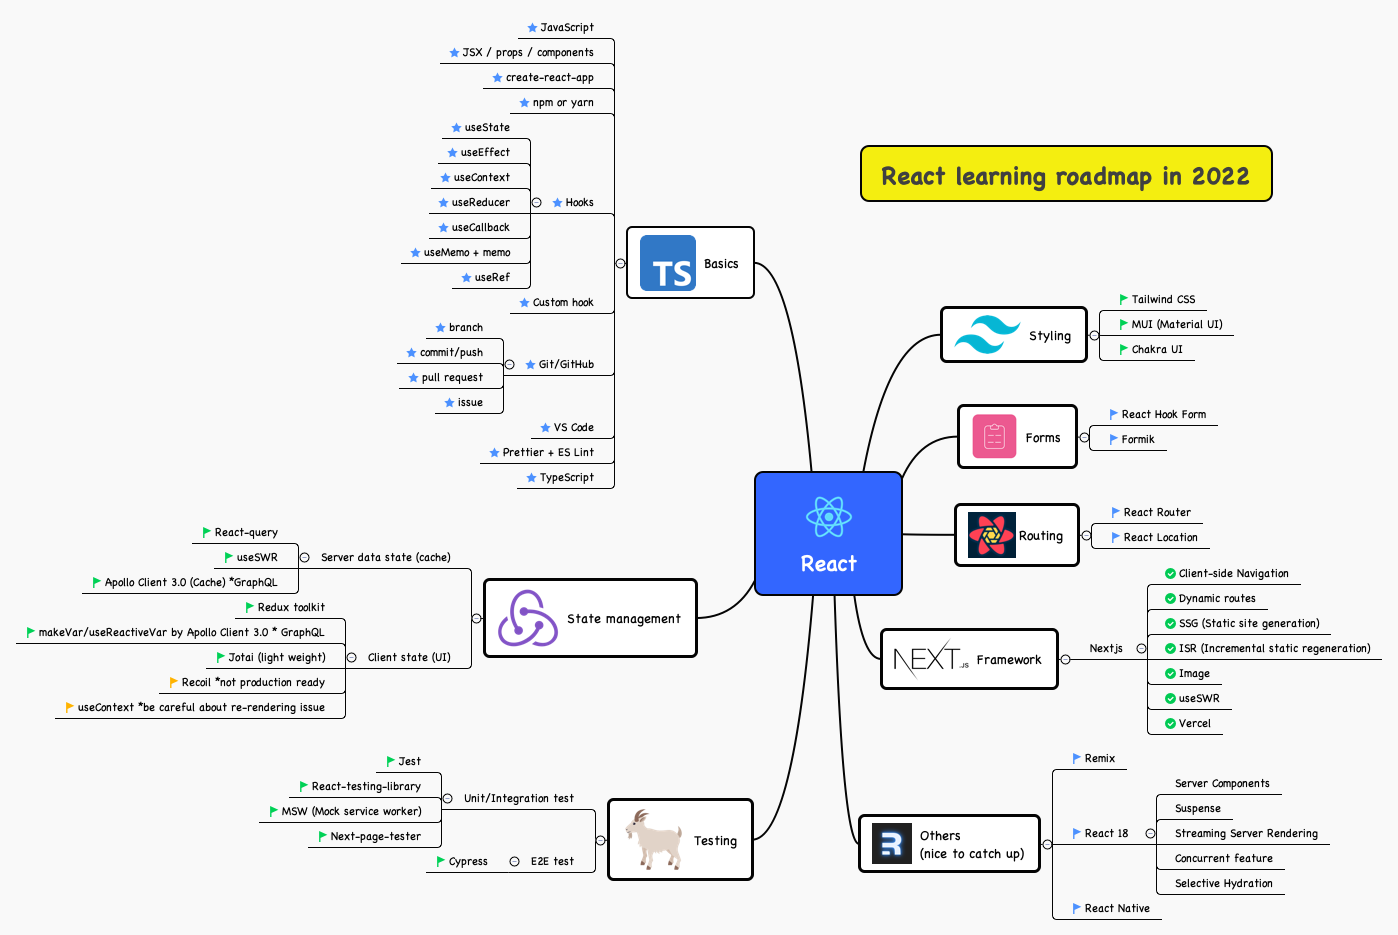 React learning roadmap in 2022
React
TS
Basics
JavaScript
JSX / props / components
create-react-app
npm or yarn
Hooks
useState
useEffect
useContext
useReducer
useCallback
useMemo + memo
useRef
Custom hook
Git/GitHub
branch
commit/push
pull request
issue
VS Code
Prettier + ES Lint
TypeScript
State management
Server data state (cache)
React-query
useSWR
Apollo Client 3.0 (Cache) *GraphQL
Client state (UI)
Redux toolkit
makeVar/useReactiveVar by Apollo Client 3.0 * GraphQL
Jotai (light weight)
Recoil *not production ready
useContext *be careful about re-rendering issue
Testing
Unit/Integration test
Jest
React-testing-library
MSW (Mock service worker)
Next-page-tester
E2E test
Cypress
Styling
Tailwind CSS
MUI (Material UI)
Chakra UI
Forms
React Hook Form
Formik
Routing
React Router
React Location
NEXT.JS
Framework
Nextjs
Client-side Navigation
Dynamic routes
SSG (Static site generation)
ISR (Incremental static regeneration)
Image
useSWR
Vercel
R
Others
(nice to catch up)
Remix
React 18
Server Components
Suspense
Streaming Server Rendering
Concurrent feature
Selective Hydration
React Native